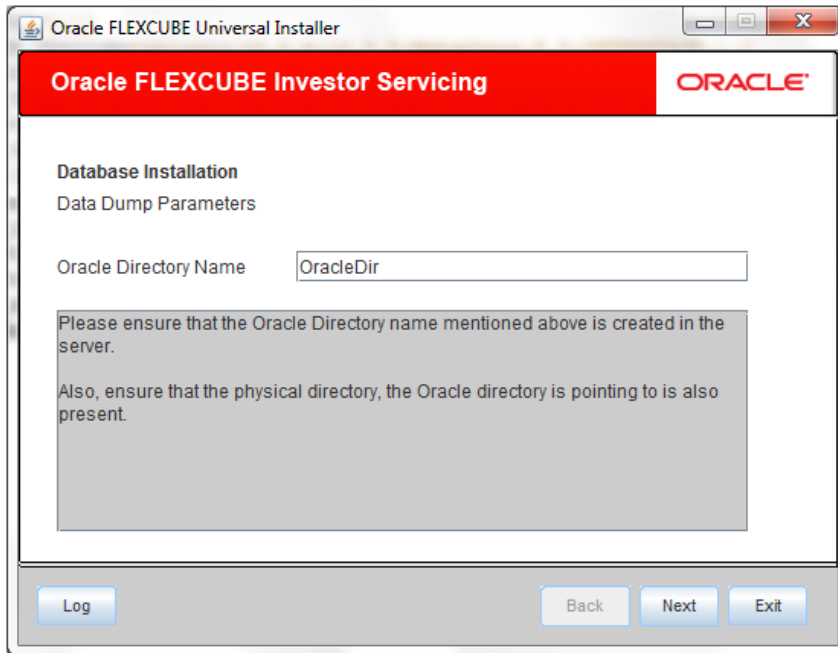 Oracle FLEXCUBE Universal Installer
Oracle FLEXCUBE Investor Servicing
ORACLE
Database Installation
Data Dump Parameters
Oracle Directory Name
OracleDir
Please ensure that the Oracle Directory name mentioned above is created in the
server.
Also, ensure that the physical directory, the Oracle directory is pointing to is also
present.
Log
Back
Next
Exit